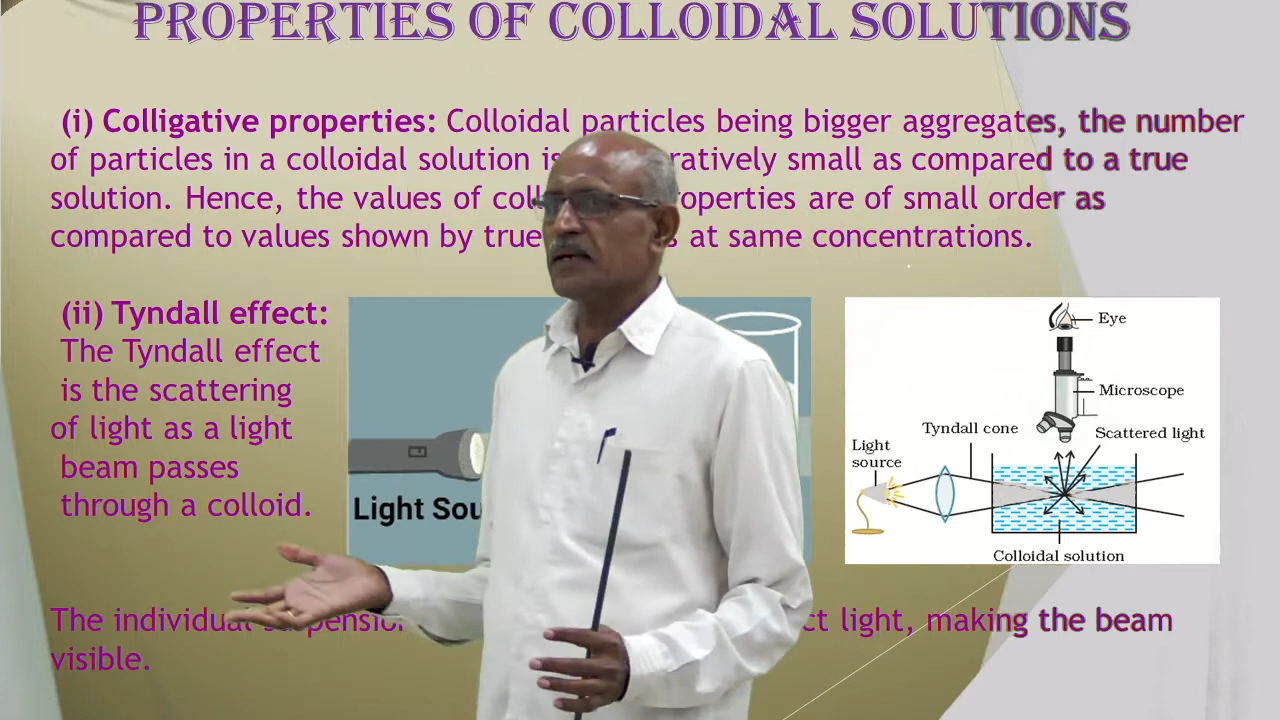 PROPERTIES OF COLLOIDAL SOLUTIONS
(i) Colligative properties: Colloidal particles being bigger aggregates, the number
of particles in a colloidal solution is ratively small as compared to a true
solution. Hence, the values of coll roperties are of small order as
compared to values shown by true s at same concentrations.
(ii) Tyndall effect:
The Tyndall effect
is the scattering
of light as a light
beam passes
through a colloid.
Light Sou
Eye
Microscope
Tyndall cone
Scattered light
Light
source
Colloidal solution
The individual suspension ct light, making the beam
visible.